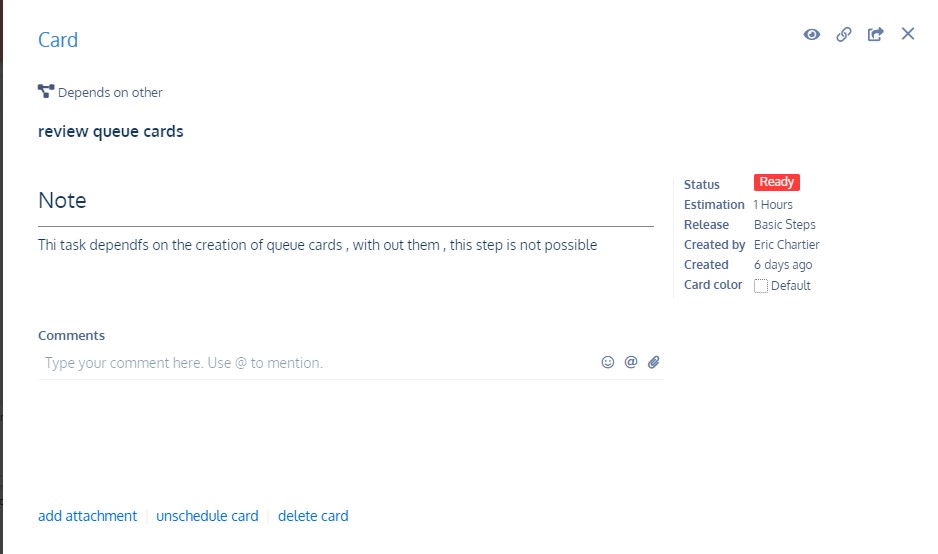 Card
Depends on other
review queue cards
Note
Thi task dependfs on the creation of queue cards , with out them , this step is not possible
Status Ready
Estimation 1 Hours
Release Basic Steps
Created by Eric Chartier
Created 6 days ago
Card color Default
Comments
Type your comment here. Use @ to mention.
add attachment unschedule card delete card